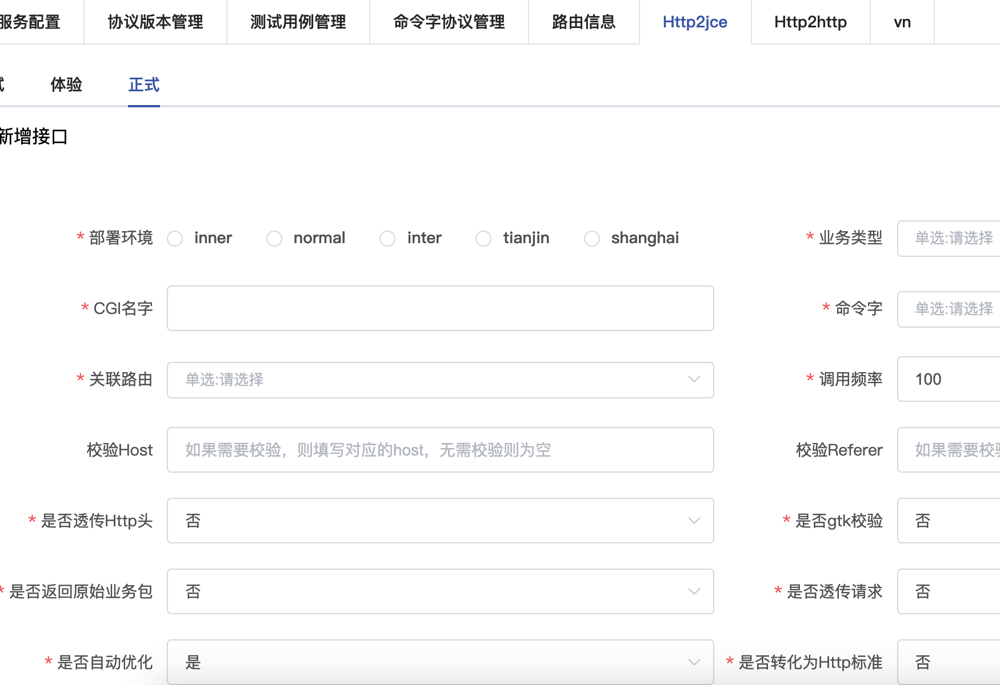 服务配置 协议版本管理 测试用例管理 命令字协议管理 路由信息 Http2jce Http2http vn
体验 正式
新增接口
* 部署环境 inner normal inter tianjin shanghai * 业务类型 单选:请选择
* CGI名字 * 命令字 单选:请选择
* 关联路由 单选:请选择 * 调用频率 100
校验Host 如果需要校验，则填写对应的host，无需校验则为空 校验Referer 如果需要校
* 是否透传Http头 否 * 是否gtk校验 否
* 是否返回原始业务包 否 * 是否透传请求 否
* 是否自动优化 是 * 是否转化为Http标准 否